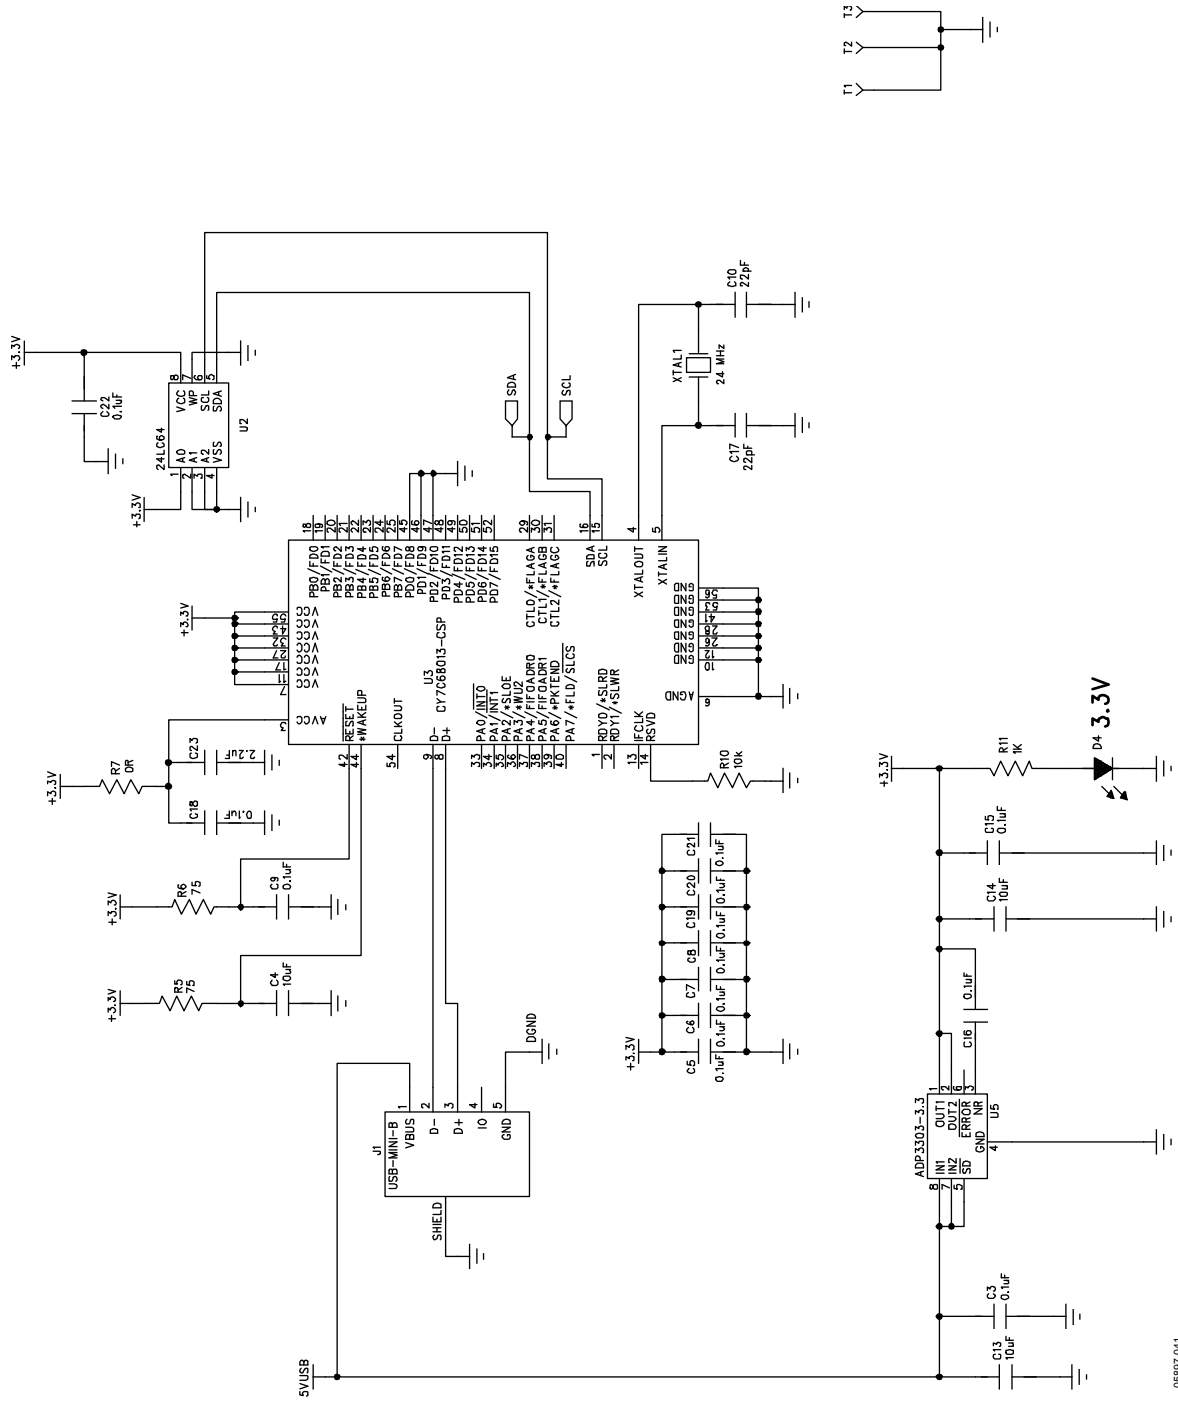 T3
T2
T1
+3.3V
C22
0.1uF
+3.3V
24LC64
U2
8 VCC
7 WP
6 SCL
5 SDA
1 A0
2 A1
3 A2
4 VSS
SDA
SCL
C10
22pF
XTAL1
24 MHz
C17
22pF
+3.3V
U3
CY7C68013-CSP
18 PB0/FD0
19 PB1/FD1
20 PB2/FD2
21 PB3/FD3
22 PB4/FD4
23 PB5/FD5
24 PB6/FD6
25 PB7/FD7
45 PD0/FD8
46 PD1/FD9
47 PD2/FD10
48 PD3/FD11
49 PD4/FD12
50 PD5/FD13
51 PD6/FD14
52 PD7/FD15
29 CTL0/*FLAGA
30 CTL1/*FLAGB
31 CTL2/*FLAGC
16 SDA
15 SCL
4 XTALOUT
5 XTALIN
55 VCC
43 VCC
32 VCC
27 VCC
17 VCC
11 VCC
7 VCC
3 AVCC
56 GND
53 GND
41 GND
28 GND
26 GND
12 GND
10 GND
6 AGND
42 RESET
44 *WAKEUP
54 CLKOUT
9 D-
8 D+
33 PA0/INT0
34 PA1/INT1
35 PA2/*SLOE
36 PA3/*WU2
37 PA4/FIFOADR0
38 PA5/FIFOADR1
39 PA6/*PKTEND
40 PA7/*FLD/SLCS
1 RDY0/*SLRD
2 RDY1/*SLWR
13 IFCLK
14 RSVD
+3.3V
R7
0R
C23
2.2uF
C18
0.1uF
+3.3V
R6
75
C9
0.1uF
+3.3V
R5
75
C4
10uF
R10
10k
+3.3V
C21
0.1uF
C20
0.1uF
C19
0.1uF
C8
0.1uF
C7
0.1uF
C6
0.1uF
C5
0.1uF
J1
USB-MINI-B
1 VBUS
2 D-
3 D+
4 IO
5 GND
SHIELD
DGND
5VUSB
+3.3V
R11
1K
D4
3.3V
C15
0.1uF
C14
10uF
C16
0.1uF
ADP3303-3.3
U5
1 OUT1
2 OUT2
6 ERROR
3 NR
GND
4
8 IN1
7 IN2
5 SD
C3
0.1uF
C13
10uF